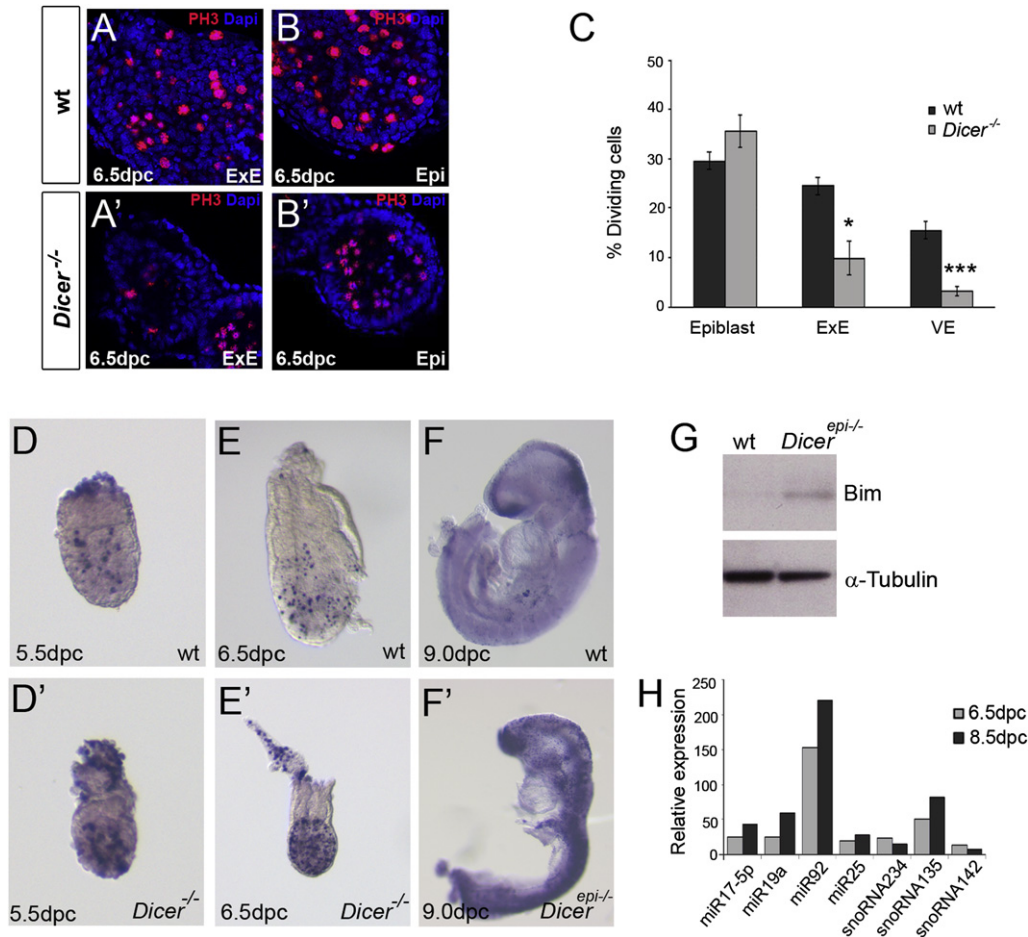 A
PH3 Dapi
6.5dpc
ExE
B
PH3 Dapi
6.5dpc
Epi
wt
A'
PH3 Dapi
6.5dpc
ExE
B'
PH3 Dapi
6.5dpc
Epi
Dicer-/-
C
% Dividing cells
50
40
30
20
10
0
wt
Dicer-/-
*
***
Epiblast
ExE
VE
D
5.5dpc
wt
E
6.5dpc
wt
F
9.0dpc
wt
D'
5.5dpc
Dicer-/-
E'
6.5dpc
Dicer-/-
F'
9.0dpc
Dicer epi-/-
G
wt
Dicer epi-/-
Bim
α-Tubulin
H
Relative expression
250
200
150
100
50
0
6.5dpc
8.5dpc
miR17-5p
miR19a
miR92
miR25
snoRNA234
snoRNA135
snoRNA142